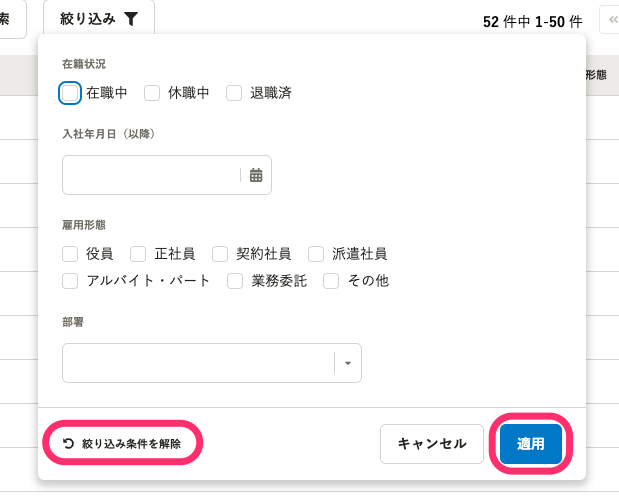 索 絞り込み 52 件中 1-50 件 «
形態
在籍状況
在職中 休職中 退職済
入社年月日（以降）
雇用形態
役員 正社員 契約社員 派遣社員
アルバイト・パート 業務委託 その他
部署
絞り込み条件を解除 キャンセル 適用